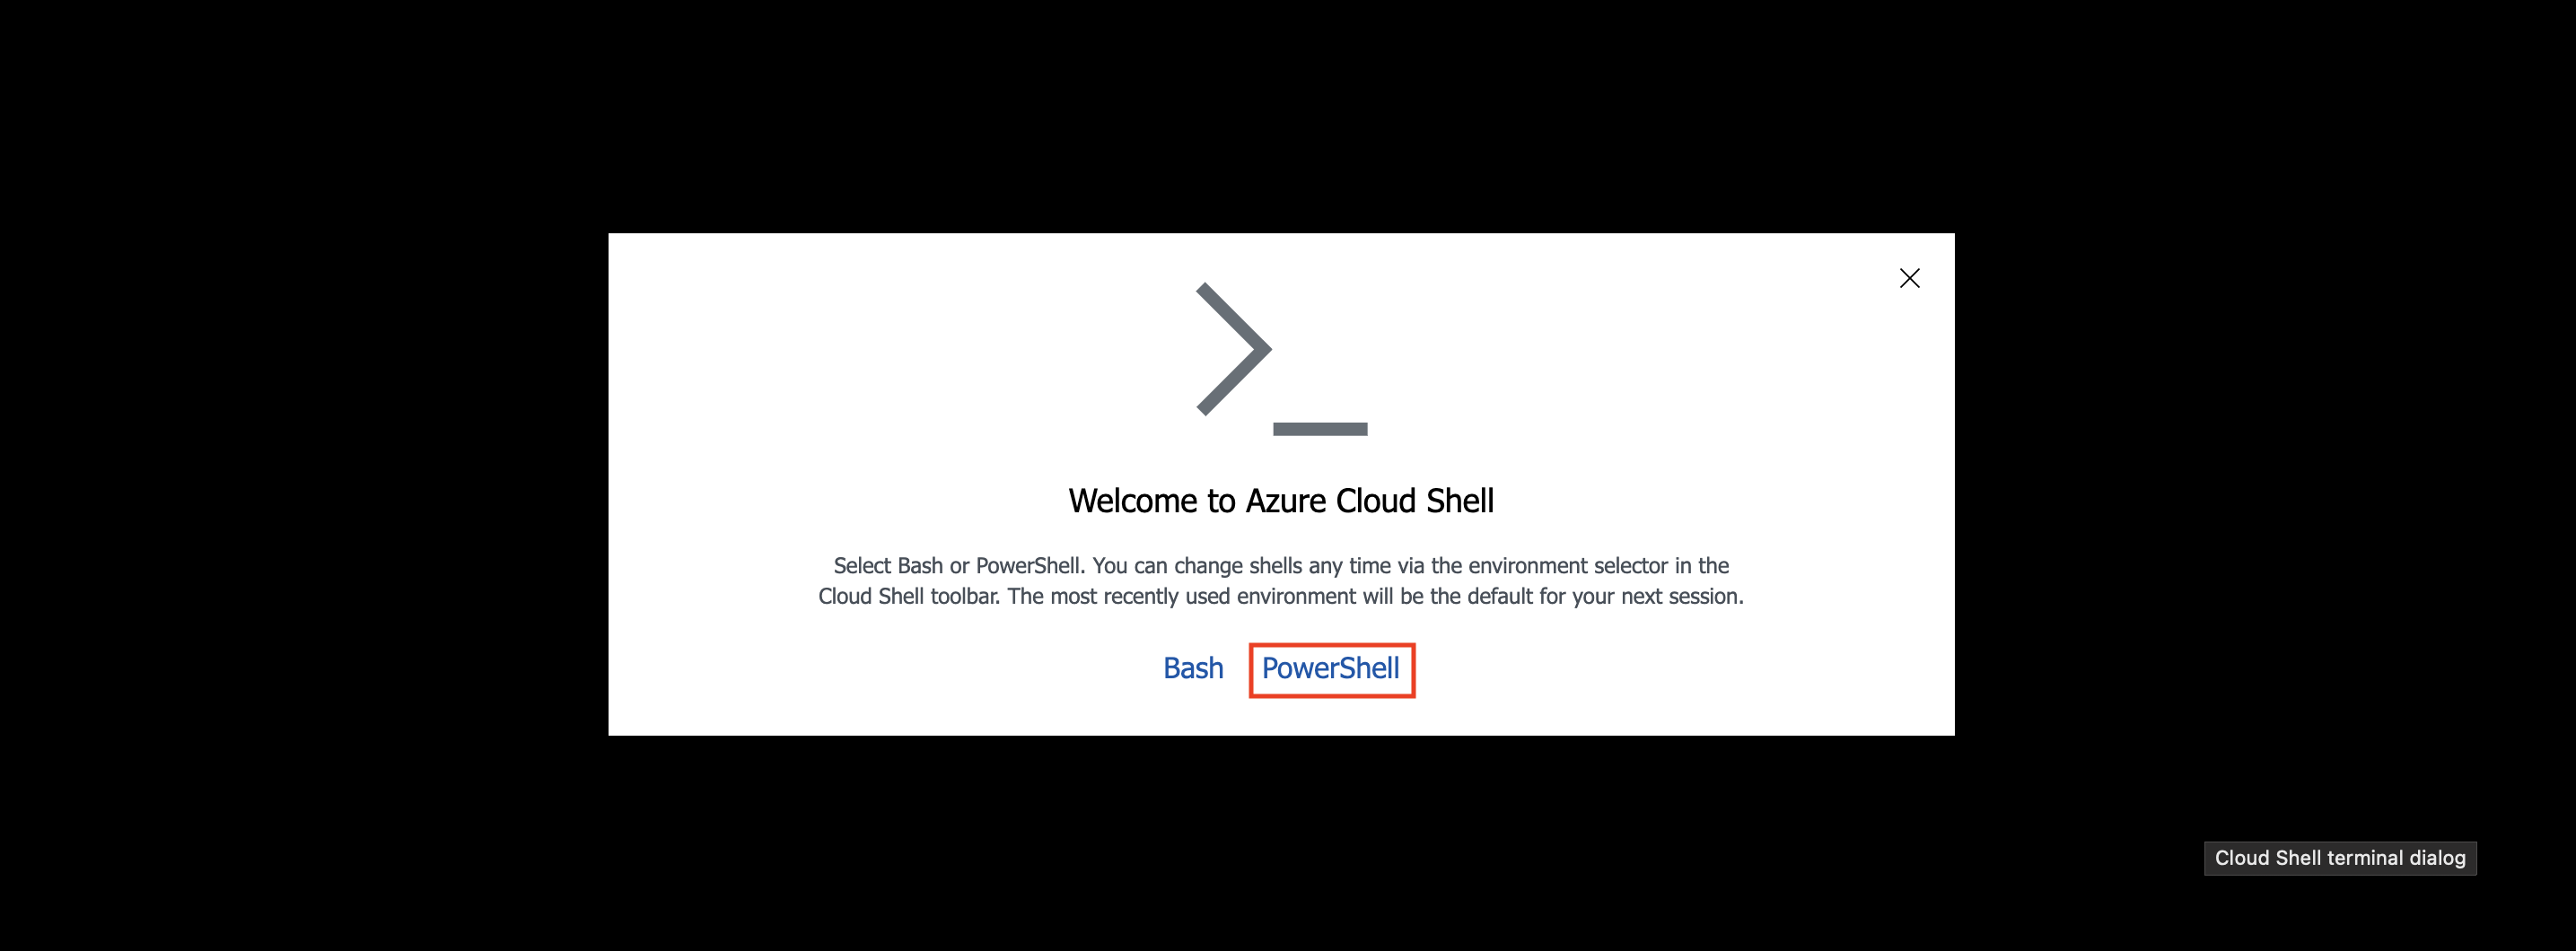 Welcome to Azure Cloud Shell
Select Bash or PowerShell. You can change shells any time via the environment selector in the
Cloud Shell toolbar. The most recently used environment will be the default for your next session.
Bash PowerShell
Cloud Shell terminal dialog